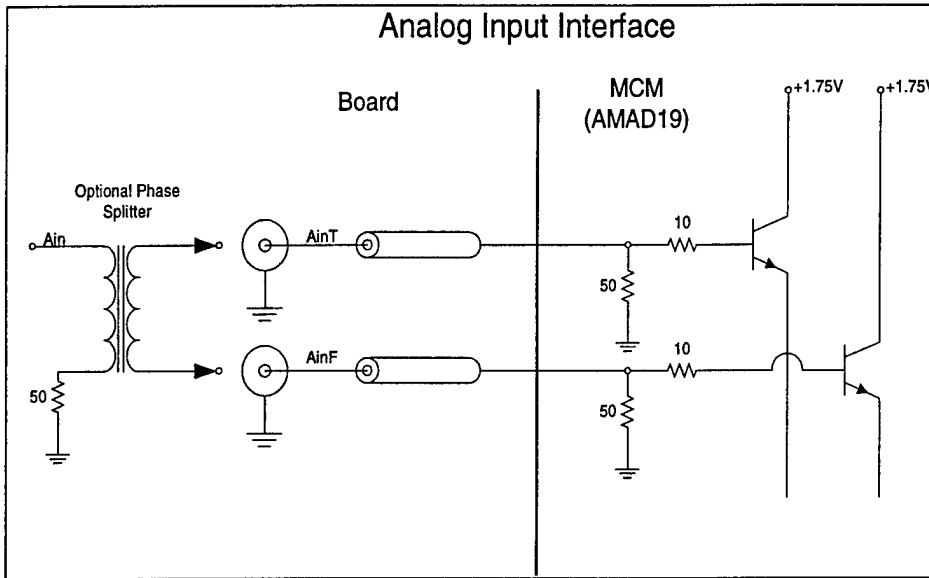 Analog Input Interface
Board
MCM
(AMAD19)
+1.75V
+1.75V
Optional Phase
Splitter
Ain
AinT
10
50
AinF
10
50
50